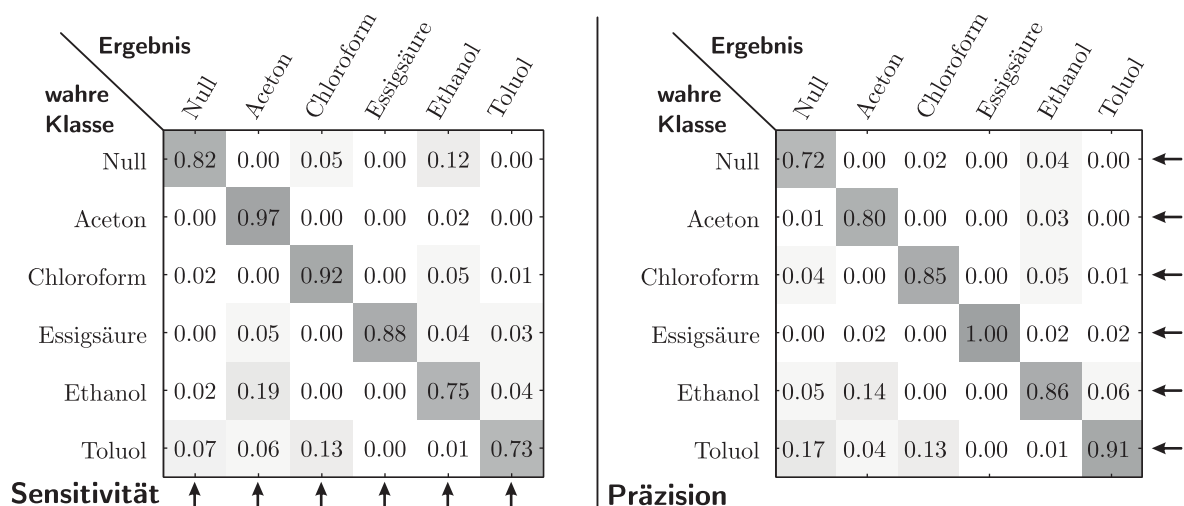 Ergebnis
wahre
Klasse
Null Aceton Chloroform Essigsäure Ethanol Toluol
Null 0.82 0.00 0.05 0.00 0.12 0.00
Aceton 0.00 0.97 0.00 0.00 0.02 0.00
Chloroform 0.02 0.00 0.92 0.00 0.05 0.01
Essigsäure 0.00 0.05 0.00 0.88 0.04 0.03
Ethanol 0.02 0.19 0.00 0.00 0.75 0.04
Toluol 0.07 0.06 0.13 0.00 0.01 0.73
Sensitivität
Ergebnis
wahre
Klasse
Null Aceton Chloroform Essigsäure Ethanol Toluol
Null 0.72 0.00 0.02 0.00 0.04 0.00
Aceton 0.01 0.80 0.00 0.00 0.03 0.00
Chloroform 0.04 0.00 0.85 0.00 0.05 0.01
Essigsäure 0.00 0.02 0.00 1.00 0.02 0.02
Ethanol 0.05 0.14 0.00 0.00 0.86 0.06
Toluol 0.17 0.04 0.13 0.00 0.01 0.91
Präzision